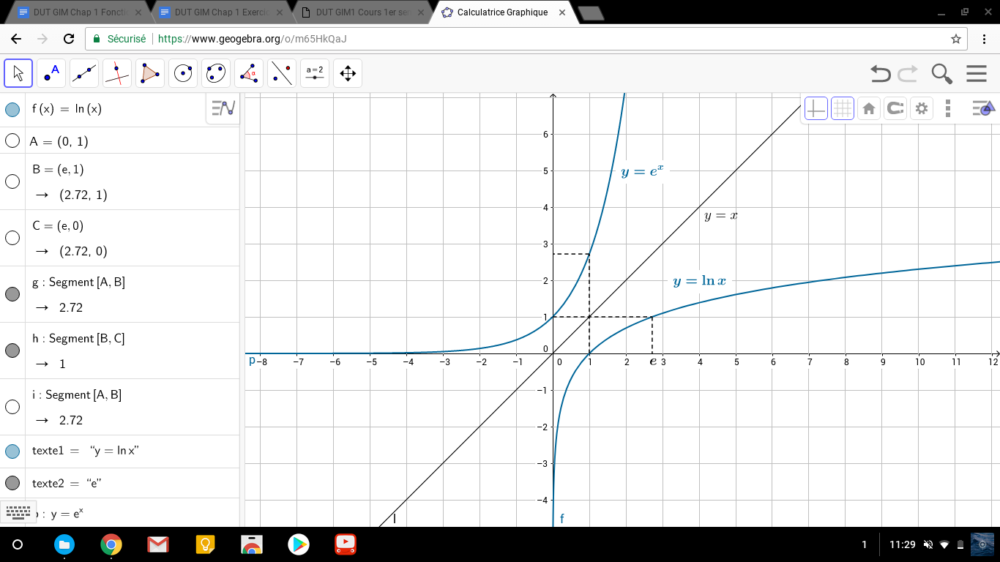 DUT GIM Chap 1 Foncti
DUT GIM Chap 1 Exerci
DUT GIM1 Cours 1er se
Calculatrice Graphique
Sécurisé
https://www.geogebra.org/o/m65HkQaJ
A
α
a=2
f(x) = ln(x)
A = (0, 1)
B = (e, 1)
→ (2.72, 1)
C = (e, 0)
→ (2.72, 0)
g : Segment [A, B]
→ 2.72
h : Segment [B, C]
→ 1
i : Segment [A, B]
→ 2.72
texte1 = “y = ln x”
texte2 = “e”
: y = eˣ
6
5
4
3
2
1
0
−1
−2
−3
−4
y = eˣ
y = x
y = ln x
p
−8 −7 −6 −5 −4 −3 −2 −1 0 1 2 e 3 4 5 6 7 8 9 10 11 12
l
f
1
11:29